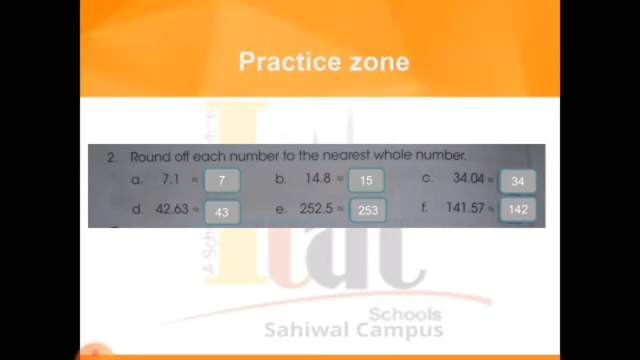 Practice zone
2. Round off each number to the nearest whole number.
a. 7.1 ≈ 7 b. 14.8 ≈ 15 c. 34.04 ≈ 34
d. 42.63 ≈ 43 e. 252.5 ≈ 253 f. 141.57 ≈ 142
Schools
Sahiwal Campus